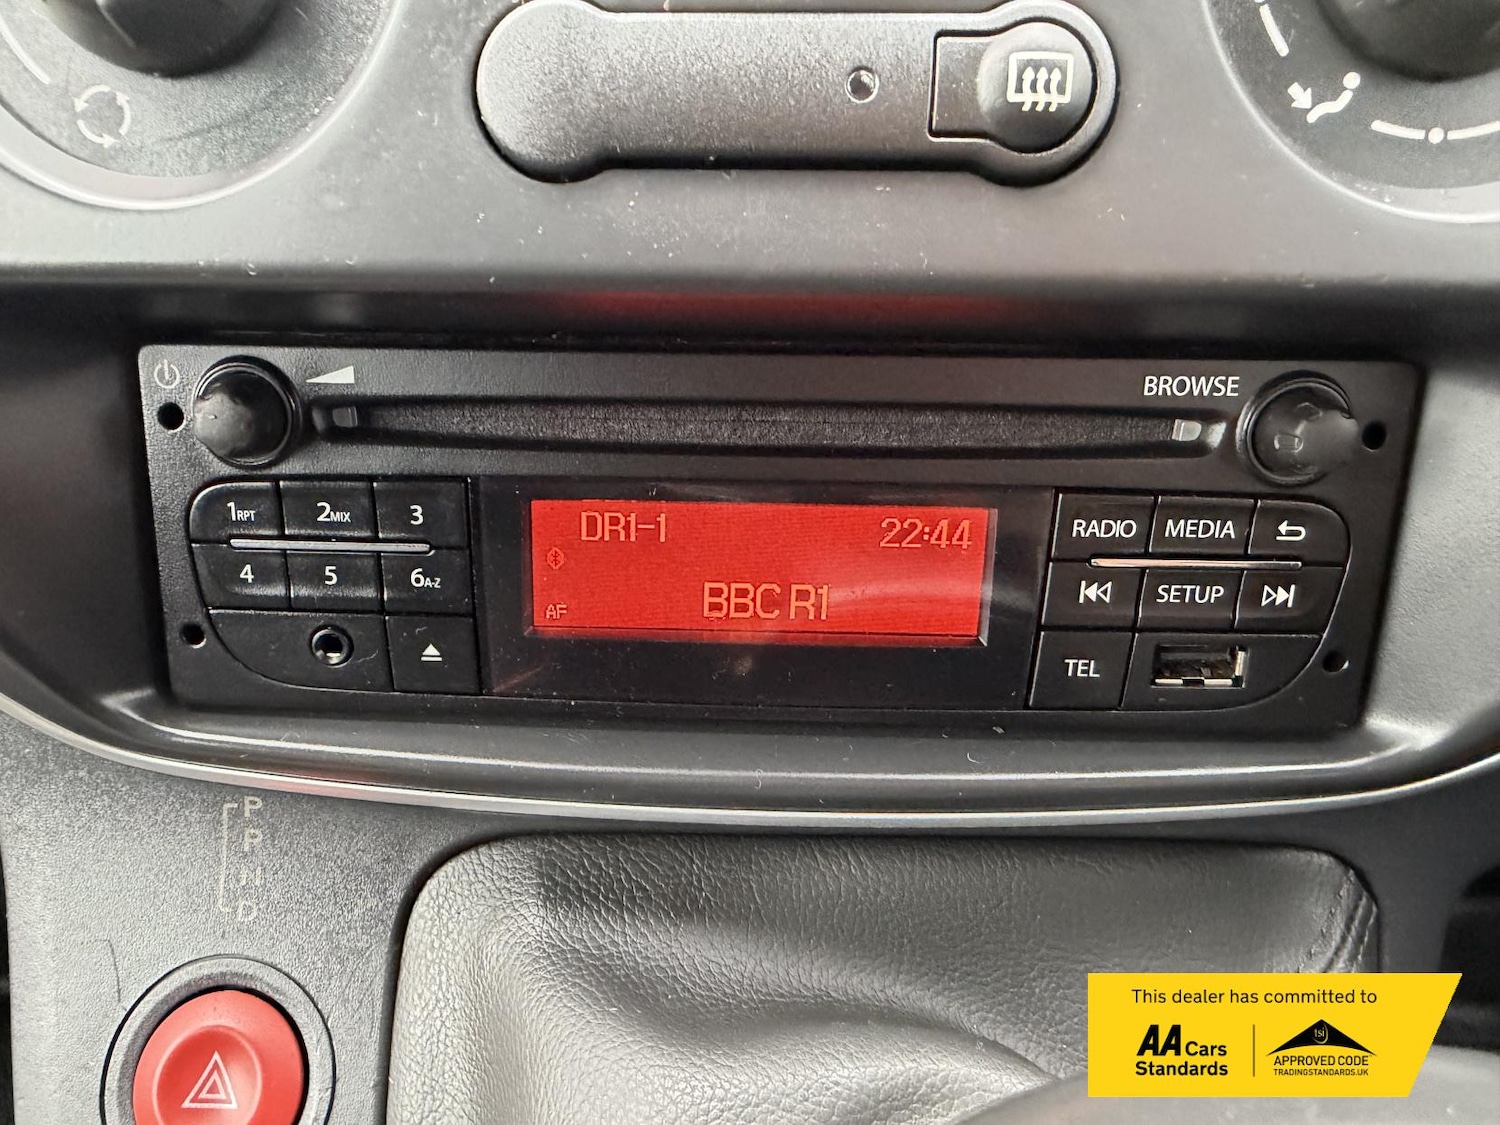 BROWSE
1RPT 2MIX 3
4 5 6A-Z
DR1-1 22:44
AF BBC R1
RADIO MEDIA
SETUP
TEL
P
R
N
D
This dealer has committed to
AA Cars
Standards
tsi
APPROVED CODE
TRADINGSTANDARDS.UK